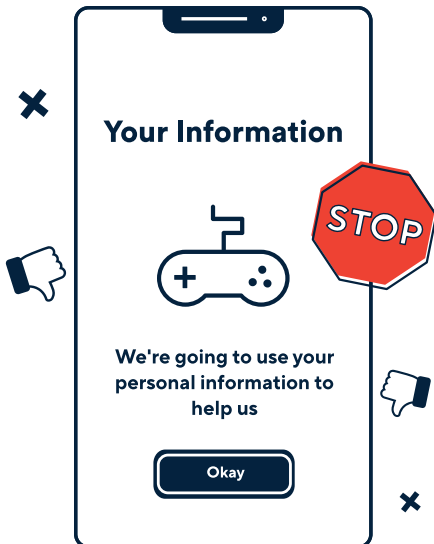 Your Information
STOP
We're going to use your
personal information to
help us
Okay